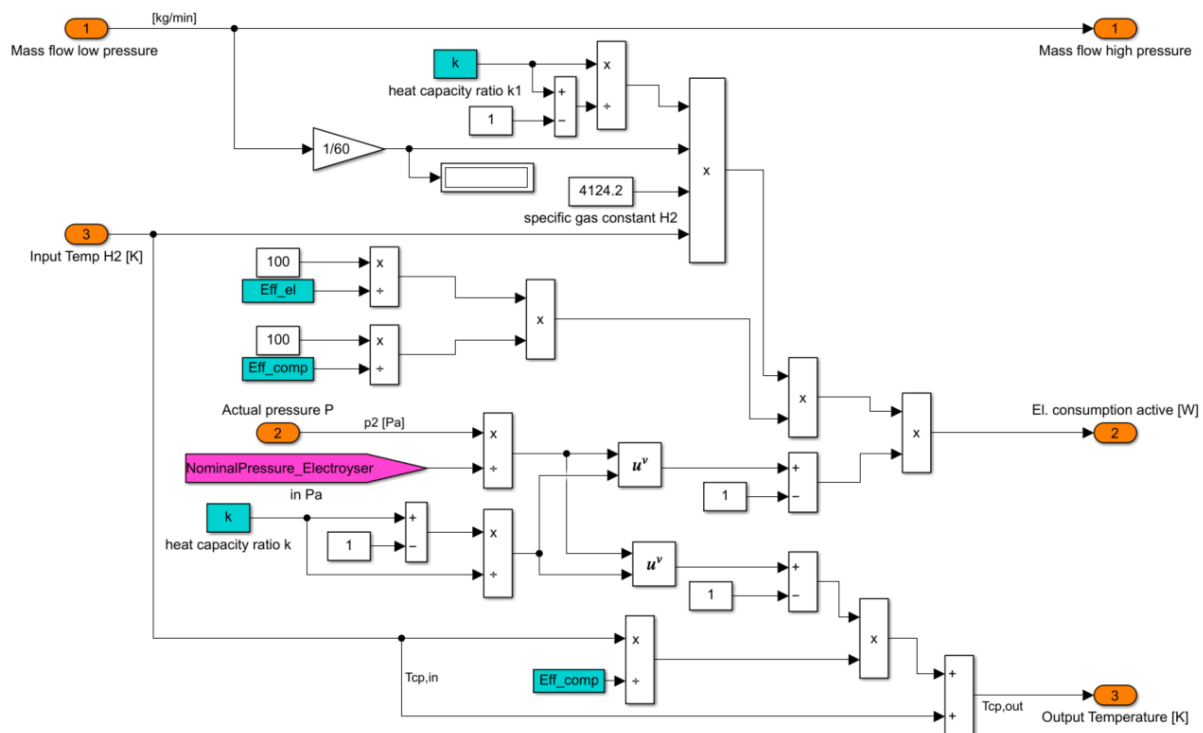 [kg/min]
1
Mass flow low pressure
1
Mass flow high pressure
k
heat capacity ratio k1
x
÷
+
−
1
1/60
x
4124.2
specific gas constant H2
3
Input Temp H2 [K]
100
Eff_el
x
÷
x
100
Eff_comp
x
÷
x
x
Actual pressure P
2
p2 [Pa]
x
÷
NominalPressure_Electroyser
in Pa
El. consumption active [W]
2
u^v
+
−
1
k
heat capacity ratio k
+
−
1
x
÷
u^v
+
−
1
x
x
÷
Eff_comp
Tcp,in
+
+
Tcp,out
3
Output Temperature [K]